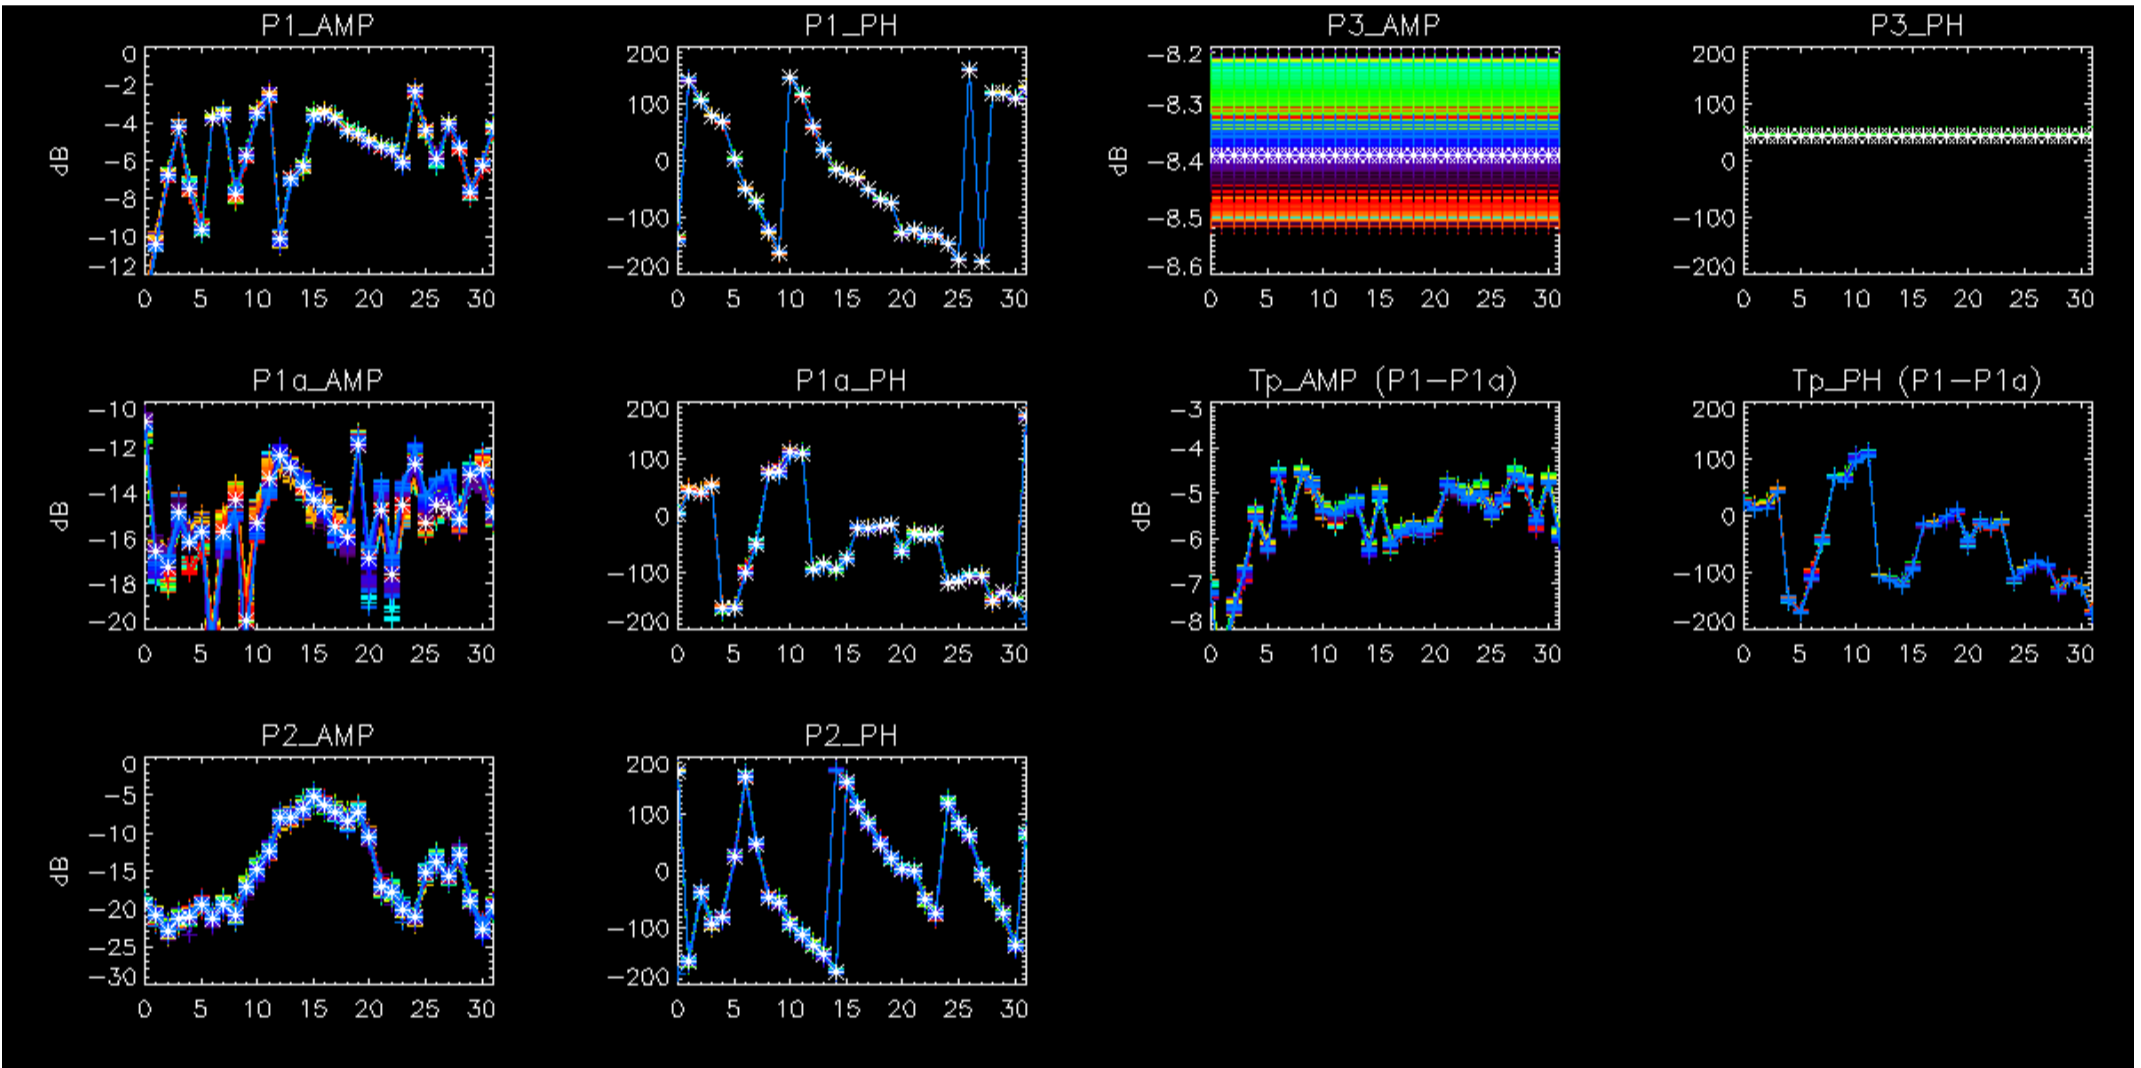 P1_AMP
0
−2
−4
−6
−8
−10
−12
dB
0 5 10 15 20 25 30
P1_PH
200
100
0
−100
−200
0 5 10 15 20 25 30
P3_AMP
−8.2
−8.3
−8.4
−8.5
−8.6
dB
0 5 10 15 20 25 30
P3_PH
200
100
0
−100
−200
0 5 10 15 20 25 30
P1a_AMP
−10
−12
−14
−16
−18
−20
dB
0 5 10 15 20 25 30
P1a_PH
200
100
0
−100
−200
0 5 10 15 20 25 30
Tp_AMP (P1−P1a)
−3
−4
−5
−6
−7
−8
dB
0 5 10 15 20 25 30
Tp_PH (P1−P1a)
200
100
0
−100
−200
0 5 10 15 20 25 30
P2_AMP
0
−5
−10
−15
−20
−25
−30
dB
0 5 10 15 20 25 30
P2_PH
200
100
0
−100
−200
0 5 10 15 20 25 30